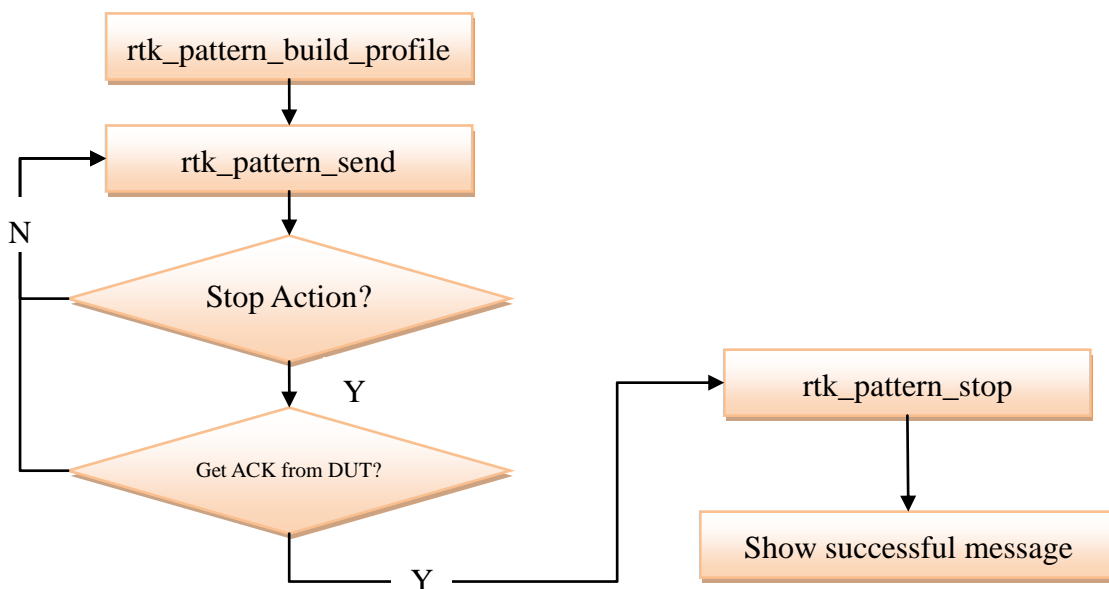 rtk_pattern_build_profile
rtk_pattern_send
N
Stop Action?
Y
Get ACK from DUT?
Y
rtk_pattern_stop
Show successful message